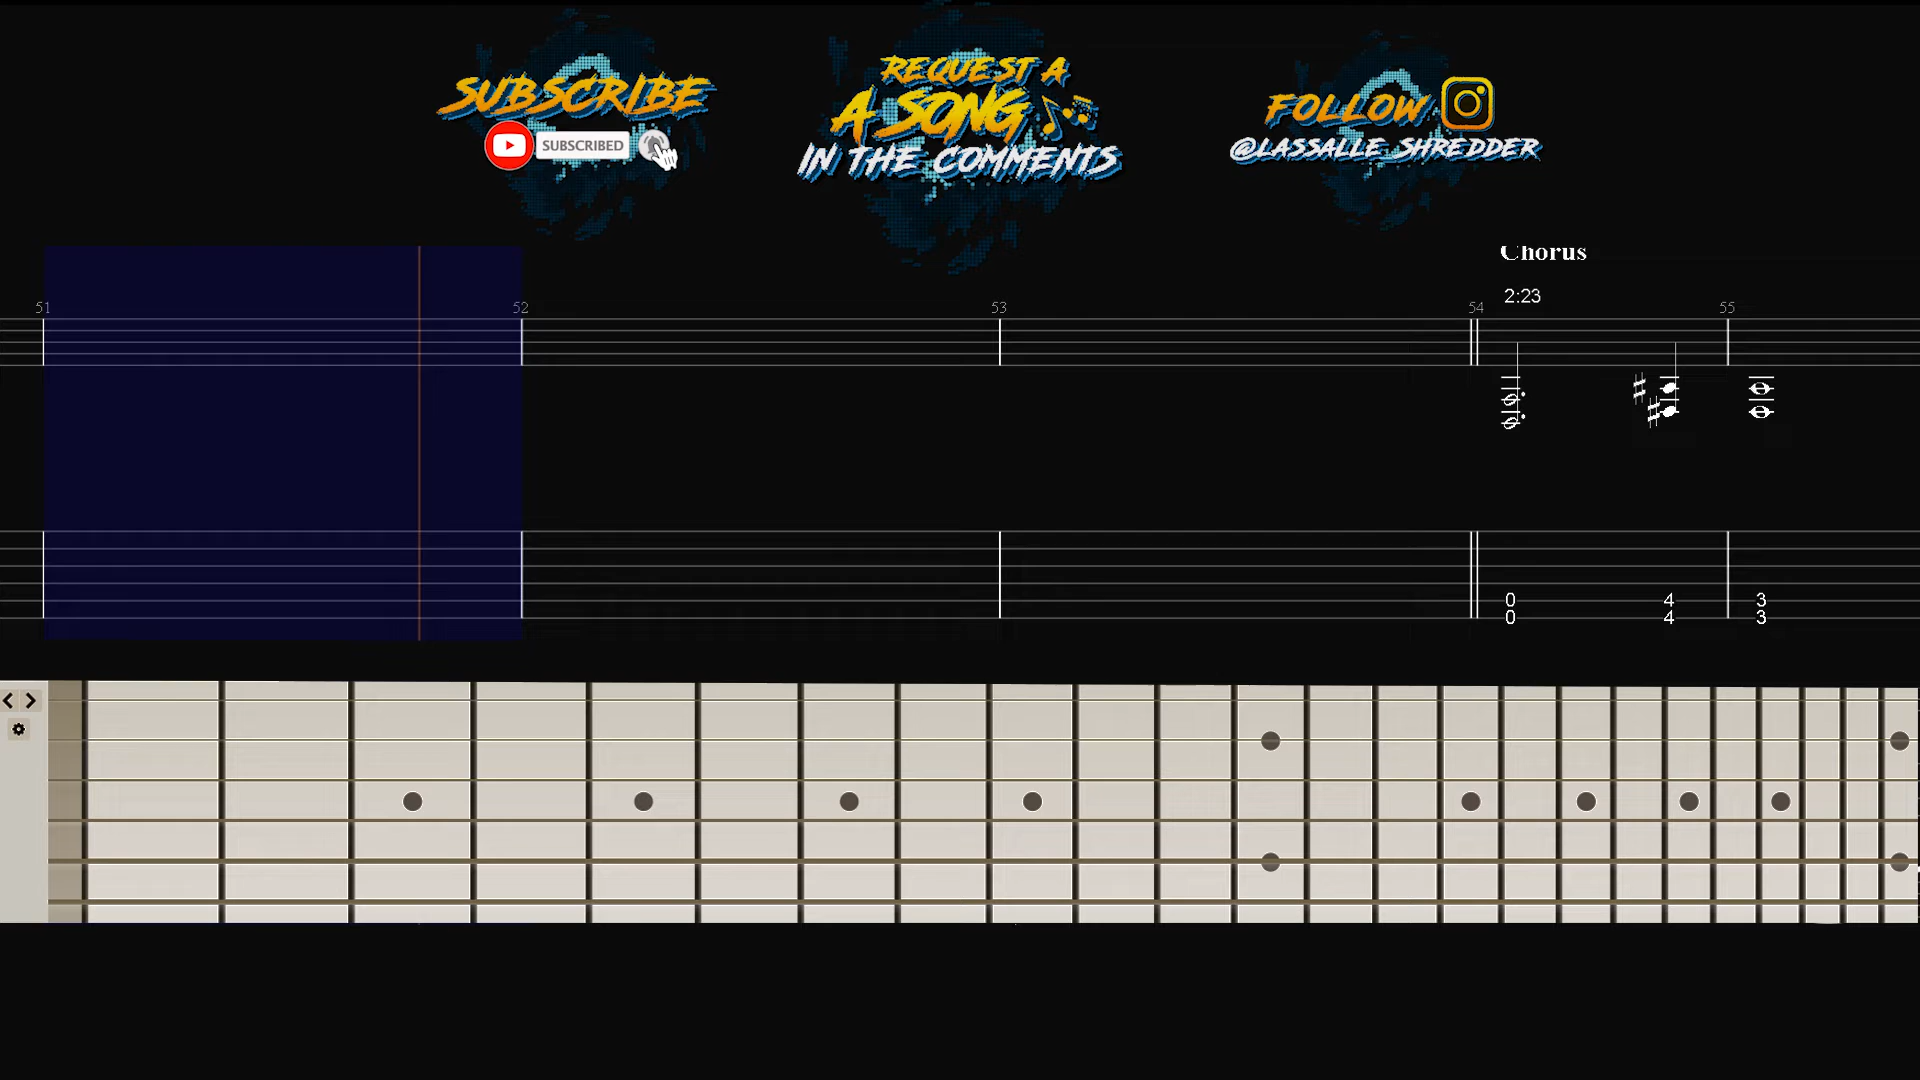 SUBSCRIBE
SUBSCRIBED
REQUEST A
A SONG
IN THE COMMENTS
FOLLOW
@LASSALLE_SHREDDER
Chorus
2:23
51 52 53 54 55
0 4 3
0 4 3